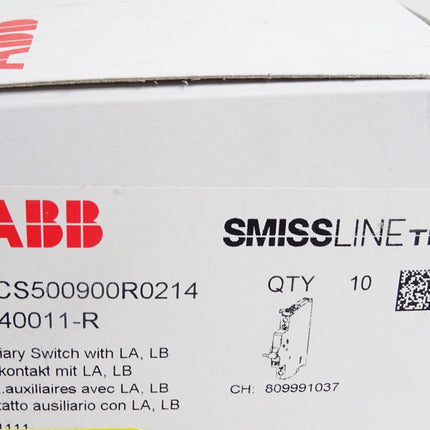 ABB
ABB
SMISSLINE T
CS500900R0214
40011-R
QTY 10
iary Switch with LA, LB
kontakt mit LA, LB
.auxiliaires avec LA, LB
tatto ausiliario con LA, LB
CH: 809991037